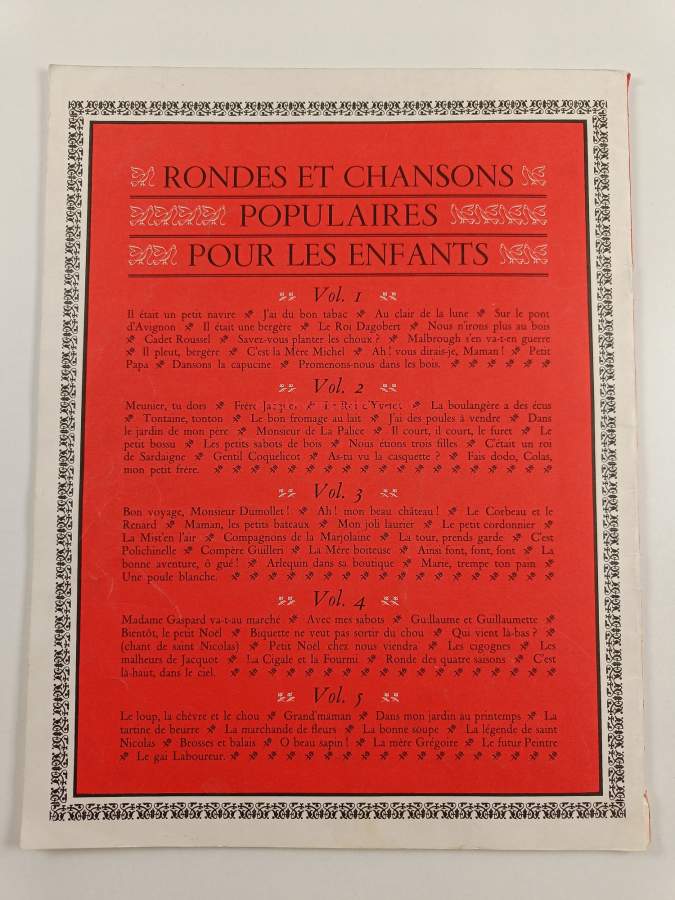 RONDES ET CHANSONS
POPULAIRES
POUR LES ENFANTS
Vol. 1
Il était un petit navire J'ai du bon tabac Au clair de la lune Sur le pont
d'Avignon Il était une bergère Le Roi Dagobert Nous n'irons plus au bois
Cadet Roussel Savez-vous planter les choux ? Malbrough s'en va-t-en guerre
Il pleut, bergère C'est la Mère Michel Ah ! vous dirais-je, Maman ! Petit
Papa Dansons la capucine Promenons-nous dans les bois.
Vol. 2
Meunier, tu dors Frère Jacques Le Roi d'Yvetot La boulangère a des écus
Tontaine, tonton Le bon fromage au lait J'ai des poules à vendre Dans
le jardin de mon père Monsieur de La Palice Il court, il court, le furet Le
petit bossu Les petits sabots de bois Nous étions trois filles C'était un roi
de Sardaigne Gentil Coquelicot As-tu vu la casquette ? Fais dodo, Colas,
mon petit frère.
Vol. 3
Bon voyage, Monsieur Dumollet ! Ah ! mon beau château ! Le Corbeau et le
Renard Maman, les petits bateaux Mon joli laurier Le petit cordonnier
La Mist'en l'air Compagnons de la Marjolaine La tour, prends garde C'est
Polichinelle Compère Guilleri La Mère boiteuse Ainsi font, font, font La
bonne aventure, ô gué ! Arlequin dans sa boutique Marie, trempe ton pain
Une poule blanche.
Vol. 4
Madame Gaspard va-t-au marché Avec mes sabots Guillaume et Guillaumette
Bientôt, le petit Noël Biquette ne veut pas sortir du chou Qui vient là-bas ?
(chant de saint Nicolas) Petit Noël chez nous viendra Les cigognes Les
malheurs de Jacquot La Cigale et la Fourmi Ronde des quatre saisons C'est
là-haut, dans le ciel.
Vol. 5
Le loup, la chèvre et le chou Grand'maman Dans mon jardin au printemps La
tartine de beurre La marchande de fleurs La bonne soupe La légende de saint
Nicolas Brosses et balais O beau sapin ! La mère Grégoire Le futur Peintre
Le gai Laboureur.